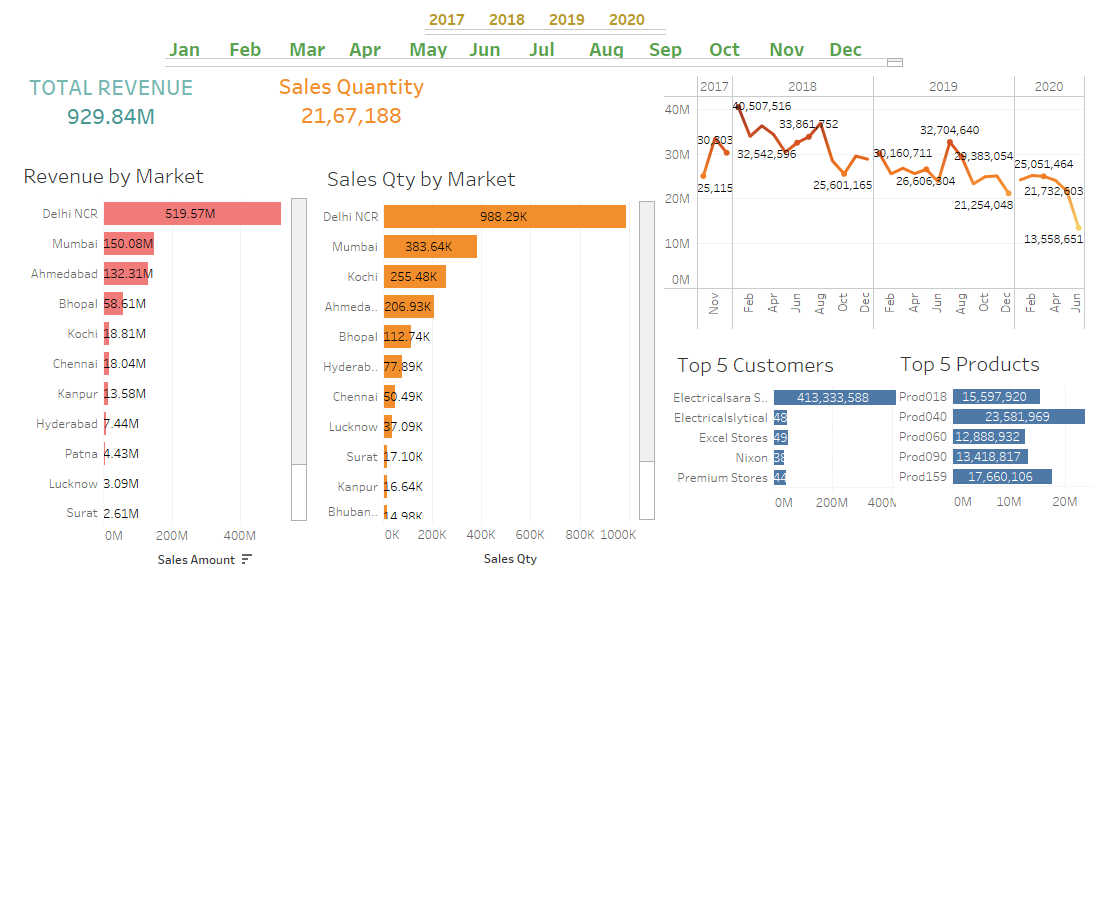 2017 2018 2019 2020
Jan Feb Mar Apr May Jun Jul Aug Sep Oct Nov Dec
TOTAL REVENUE
929.84M
Sales Quantity
21,67,188
Revenue by Market
Delhi NCR 519.57M
Mumbai 150.08M
Ahmedabad 132.31M
Bhopal 58.61M
Kochi 18.81M
Chennai 18.04M
Kanpur 13.58M
Hyderabad 7.44M
Patna 4.43M
Lucknow 3.09M
Surat 2.61M
0M 200M 400M
Sales Amount
Sales Qty by Market
Delhi NCR 988.29K
Mumbai 383.64K
Kochi 255.48K
Ahmeda.. 206.93K
Bhopal 112.74K
Hyderab.. 77.89K
Chennai 50.49K
Lucknow 37.09K
Surat 17.10K
Kanpur 16.64K
Bhuban.. 14.98K
0K 200K 400K 600K 800K 1000K
Sales Qty
2017 2018 2019 2020
40M
30M
20M
10M
0M
40,507,516
33,861,752
32,542,596
25,601,165
25,115
32,704,640
30,160,711
29,383,054
26,606,304
21,254,048
25,051,464
21,732,603
13,558,651
Nov Feb Apr Jun Aug Oct Dec Feb Apr Jun Aug Oct Dec Feb Apr Jun
Top 5 Customers
Electricalsara S.. 413,333,588
Electricalslytical 48
Excel Stores 49
Nixon
Premium Stores 44
0M 200M 400M
Top 5 Products
Prod018 15,597,920
Prod040 23,581,969
Prod060 12,888,932
Prod090 13,418,817
Prod159 17,660,106
0M 10M 20M